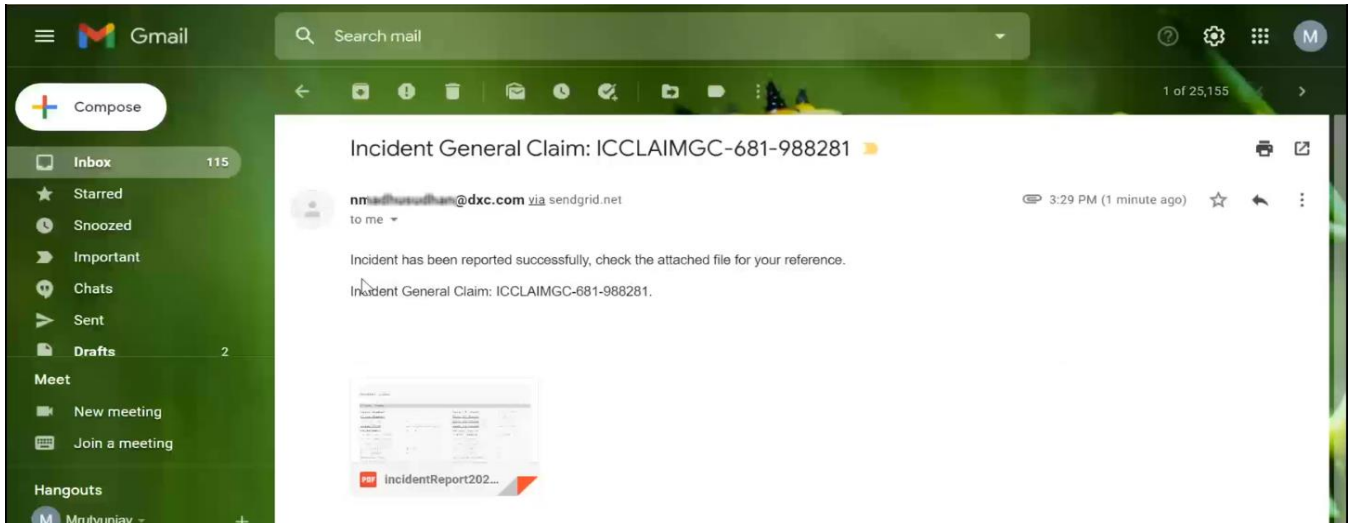 Gmail
Search mail
M
Compose
1 of 25,155
Inbox 115
Starred
Snoozed
Important
Chats
Sent
Drafts 2
Meet
New meeting
Join a meeting
Hangouts
M Mrutyunjay
Incident General Claim: ICCLAIMGC-681-988281
@dxc.com via sendgrid.net
3:29 PM (1 minute ago)
to me
Incident has been reported successfully, check the attached file for your reference.
Incident General Claim: ICCLAIMGC-681-988281.
PDF incidentReport202...